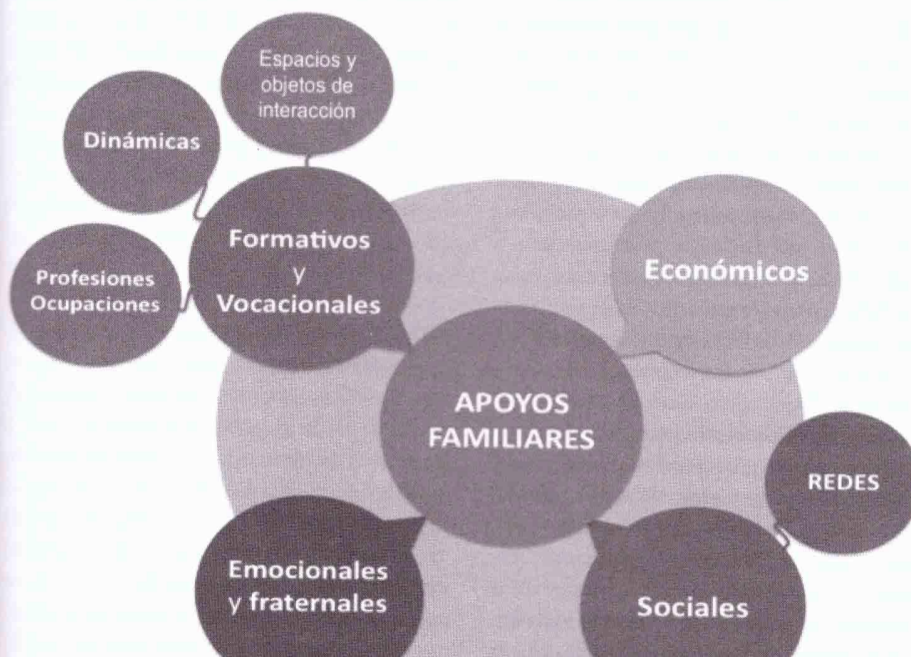 Espacios y
objetos de
interacción
Dinámicas
Formativos
y
Vocacionales
Profesiones
Ocupaciones
Económicos
APOYOS
FAMILIARES
REDES
Emocionales
y fraternales
Sociales